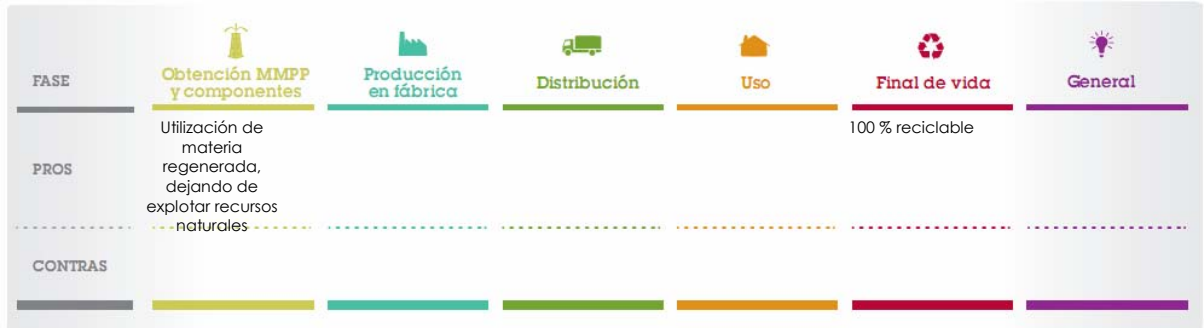 FASE
Obtención MMPP
y componentes
Producción
en fábrica
Distribución
Uso
Final de vida
General
PROS
Utilización de
materia
regenerada,
dejando de
explotar recursos
naturales
100 % reciclable
CONTRAS